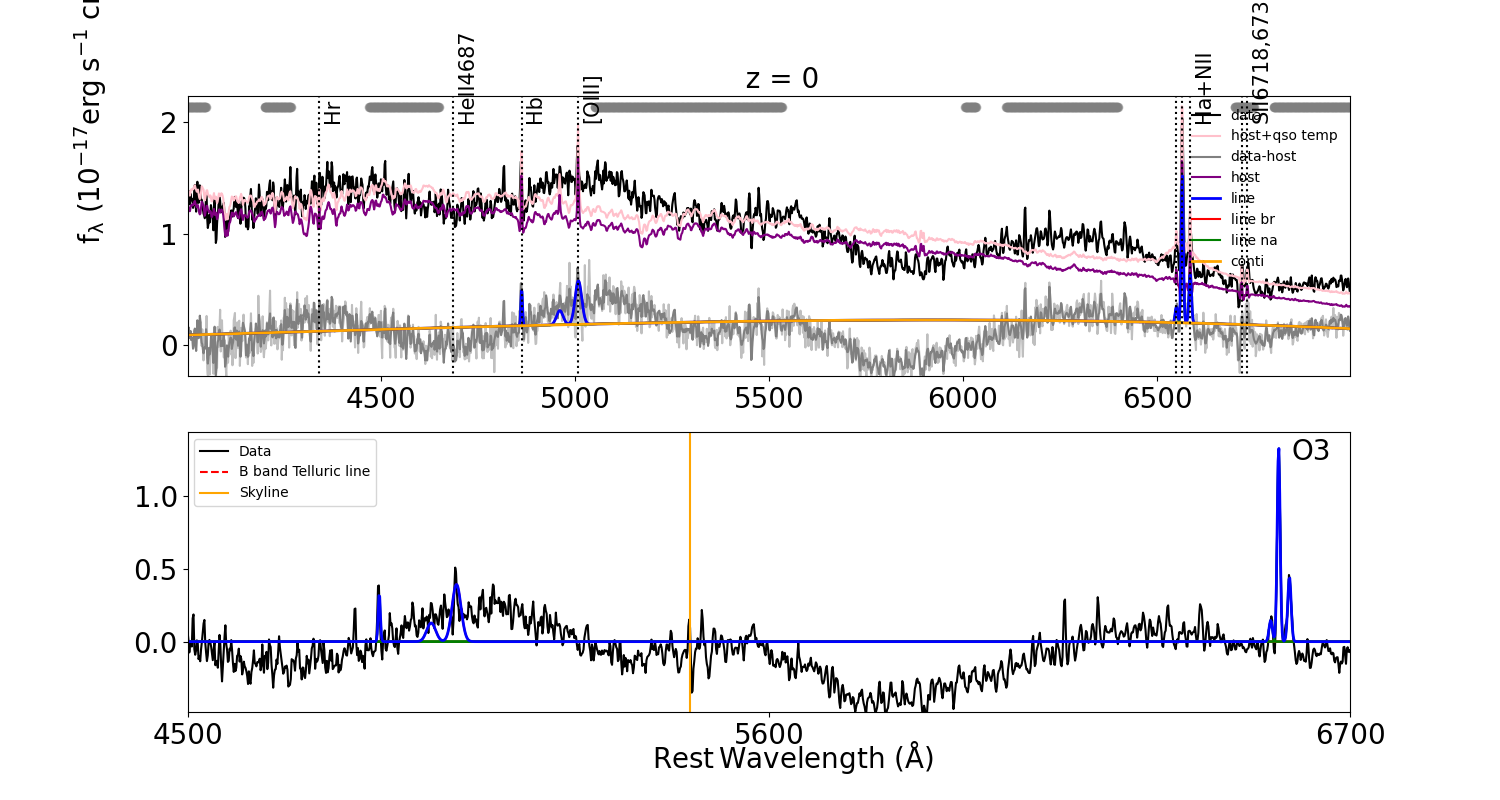 z = 0
f_λ (10^−17 erg s^−1 c
Hr
HeII4687
Hb
[OIII]
Ha+NII
SII6718,673
data
host+qso temp
data-host
host
line
line br
line na
conti
2
1
0
4500 5000 5500 6000 6500
Data
B band Telluric line
Skyline
O3
1.0
0.5
0.0
4500 5600 6700
Rest Wavelength (Å)